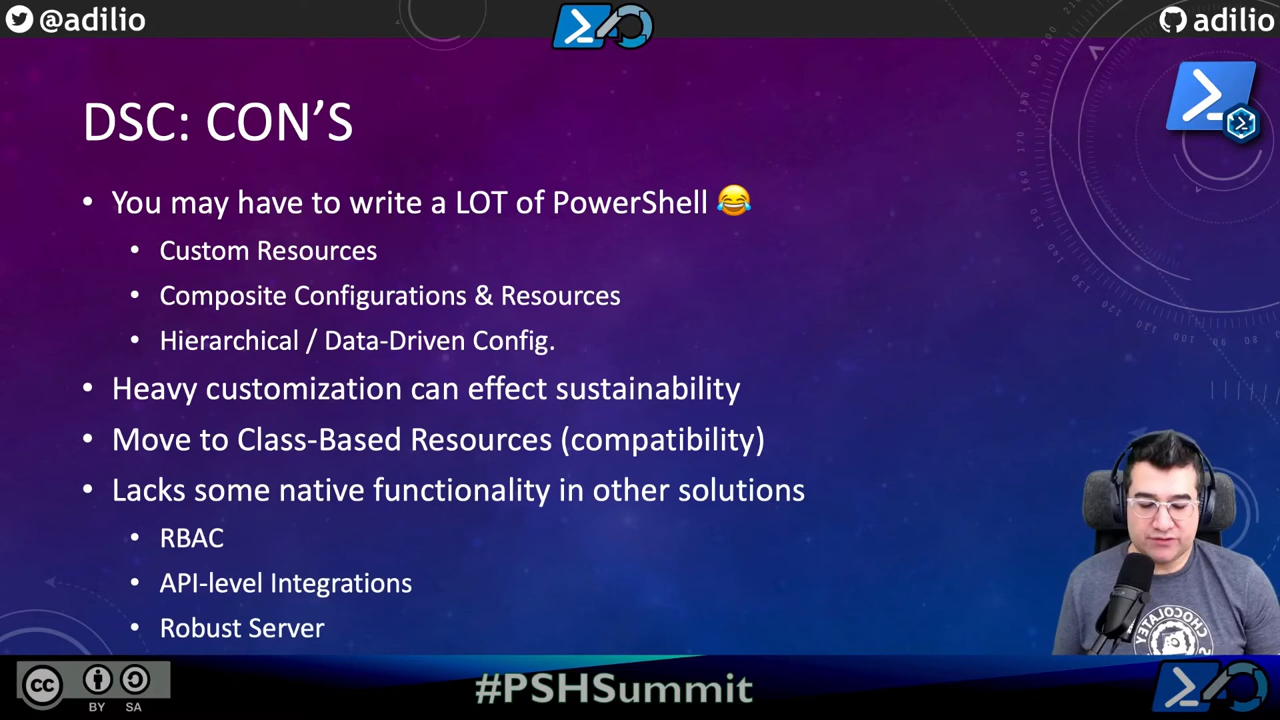 @adilio
adilio
DSC: CON'S
• You may have to write a LOT of PowerShell 😂
• Custom Resources
• Composite Configurations & Resources
• Hierarchical / Data-Driven Config.
• Heavy customization can effect sustainability
• Move to Class-Based Resources (compatibility)
• Lacks some native functionality in other solutions
• RBAC
• API-level Integrations
• Robust Server
CHOCOLATEY
cc
BY SA
#PSHSummit